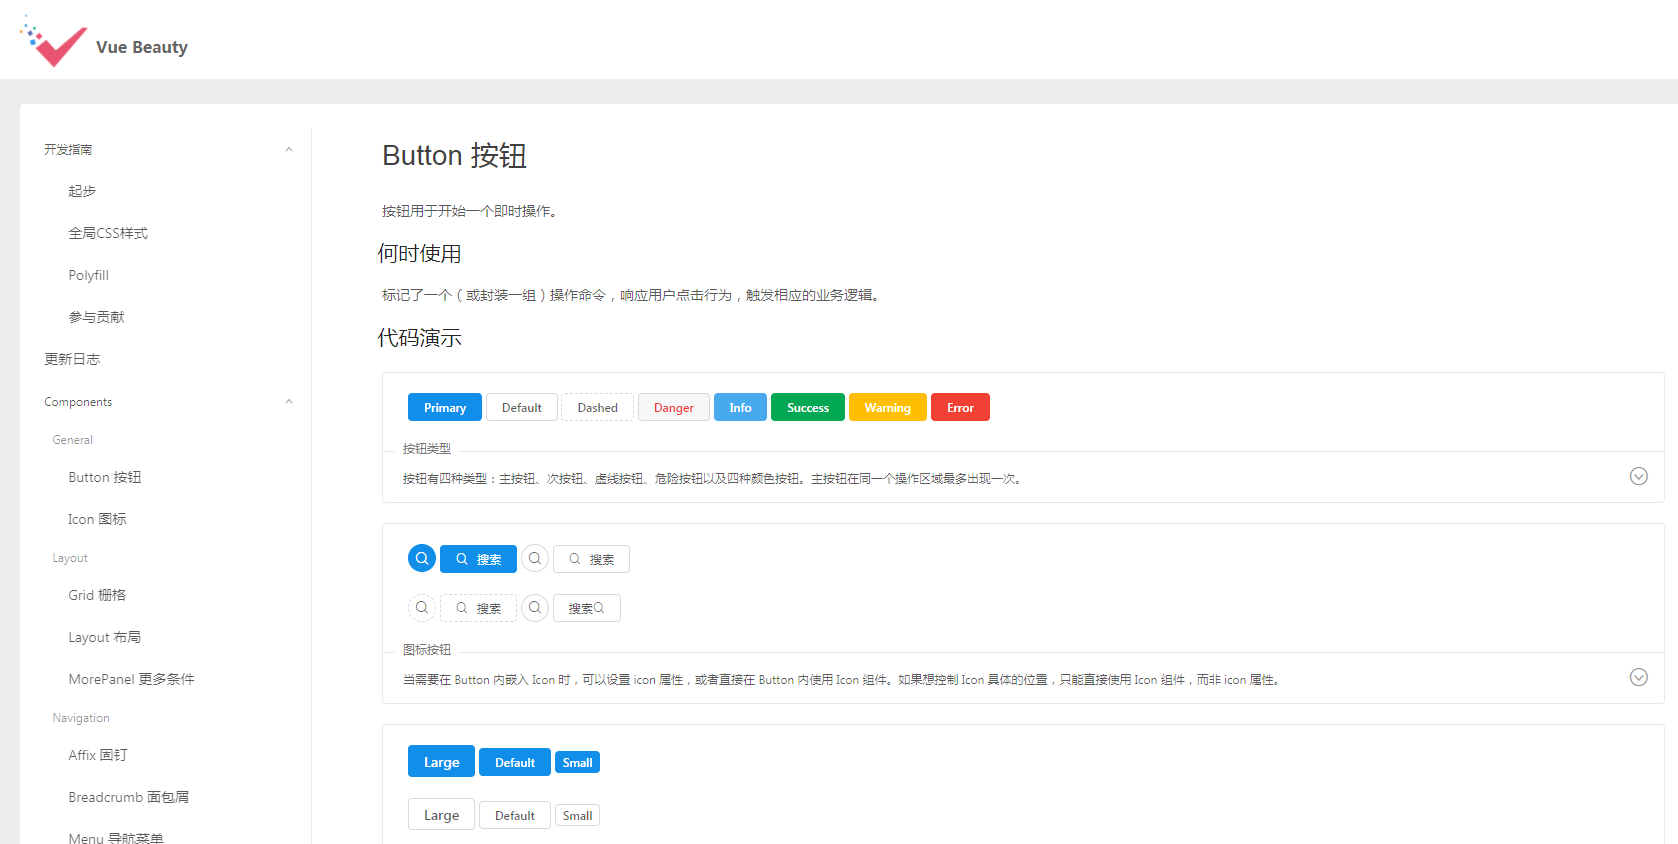 Vue Beauty
开发指南
起步
全局CSS样式
Polyfill
参与贡献
更新日志
Components
General
Button 按钮
Icon 图标
Layout
Grid 栅格
Layout 布局
MorePanel 更多条件
Navigation
Affix 固钉
Breadcrumb 面包屑
Menu 导航菜单
Button 按钮
按钮用于开始一个即时操作。
何时使用
标记了一个（或封装一组）操作命令，响应用户点击行为，触发相应的业务逻辑。
代码演示
Primary Default Dashed Danger Info Success Warning Error
按钮类型
按钮有四种类型：主按钮、次按钮、虚线按钮、危险按钮以及四种颜色按钮。主按钮在同一个操作区域最多出现一次。
搜索 搜索
搜索 搜索
图标按钮
当需要在 Button 内嵌入 Icon 时，可以设置 icon 属性，或者直接在 Button 内使用 Icon 组件。如果想控制 Icon 具体的位置，只能直接使用 Icon 组件，而非 icon 属性。
Large Default Small
Large Default Small